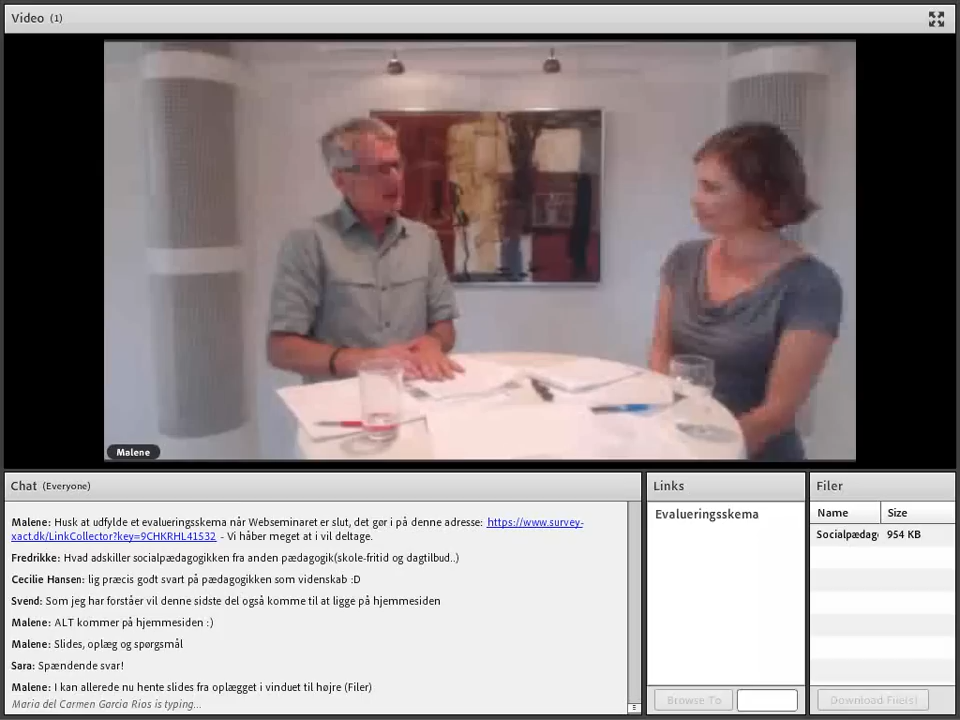 Video (1)
Malene
Chat (Everyone)
Malene: Husk at udfylde et evalueringsskema når Webseminaret er slut, det gør i på denne adresse: https://www.survey-
xact.dk/LinkCollector?key=9CHKRHL41532 - Vi håber meget at i vil deltage.
Fredrikke: Hvad adskiller socialpædagogikken fra anden pædagogik(skole-fritid og dagtilbud..)
Cecilie Hansen: lig præcis godt svart på pædagogikken som videnskab :D
Svend: Som jeg har forståer vil denne sidste del også komme til at ligge på hjemmesiden
Malene: ALT kommer på hjemmesiden :)
Malene: Slides, oplæg og spørgsmål
Sara: Spændende svar!
Malene: I kan allerede nu hente slides fra oplægget i vinduet til højre (Filer)
Maria del Carmen Garcia Rios is typing...
Links
Evalueringsskema
Browse To
Filer
Name Size
Socialpædag 954 KB
Download File(s)